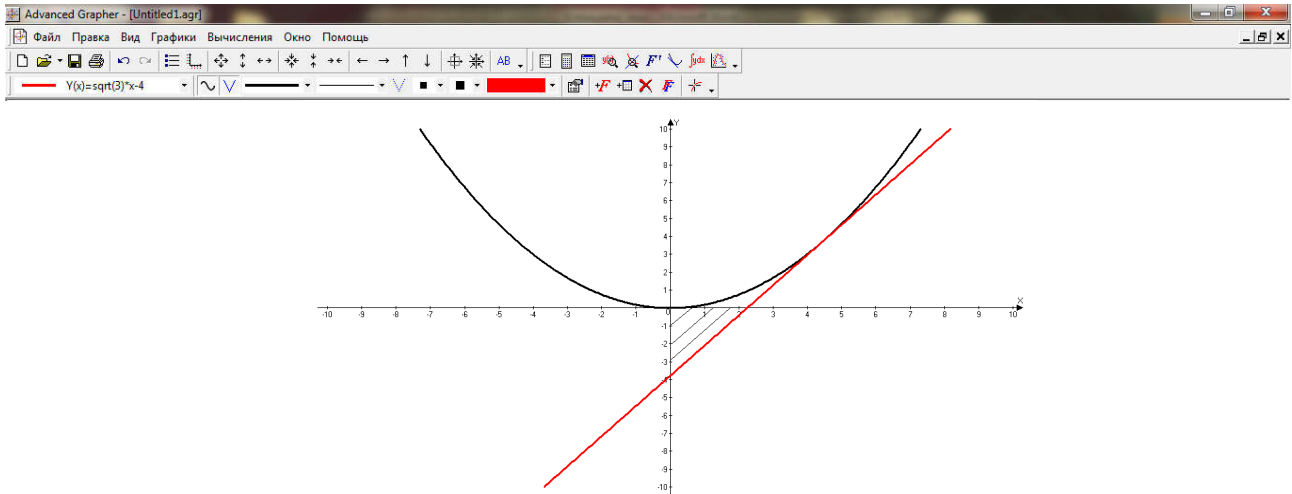 Advanced Grapher - [Untitled1.agr]
Файл Правка Вид Графики Вычисления Окно Помощь
AB F' ∫ydx
Y(x)=sqrt(3)*x-4 +F F
Y
10
9
8
7
6
5
4
3
2
1
X
-10 -9 -8 -7 -6 -5 -4 -3 -2 -1 0 1 2 3 4 5 6 7 8 9 10
-1
-2
-3
-4
-5
-6
-7
-8
-9
-10